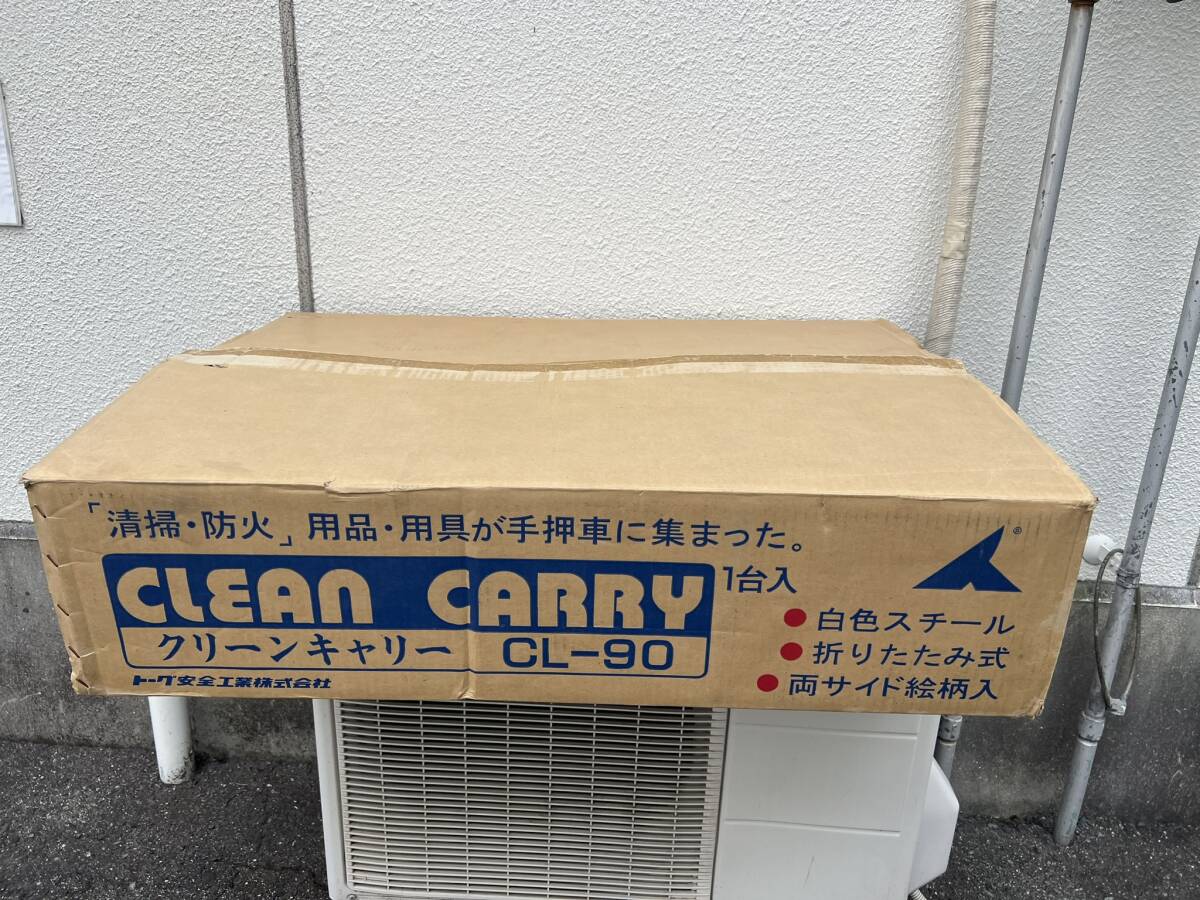 「清掃・防火」用品・用具が手押車に集まった。
®
CLEAN CARRY
1台入
クリーンキャリー CL-90
トーグ安全工業株式会社
●白色スチール
●折りたたみ式
●両サイド絵柄入